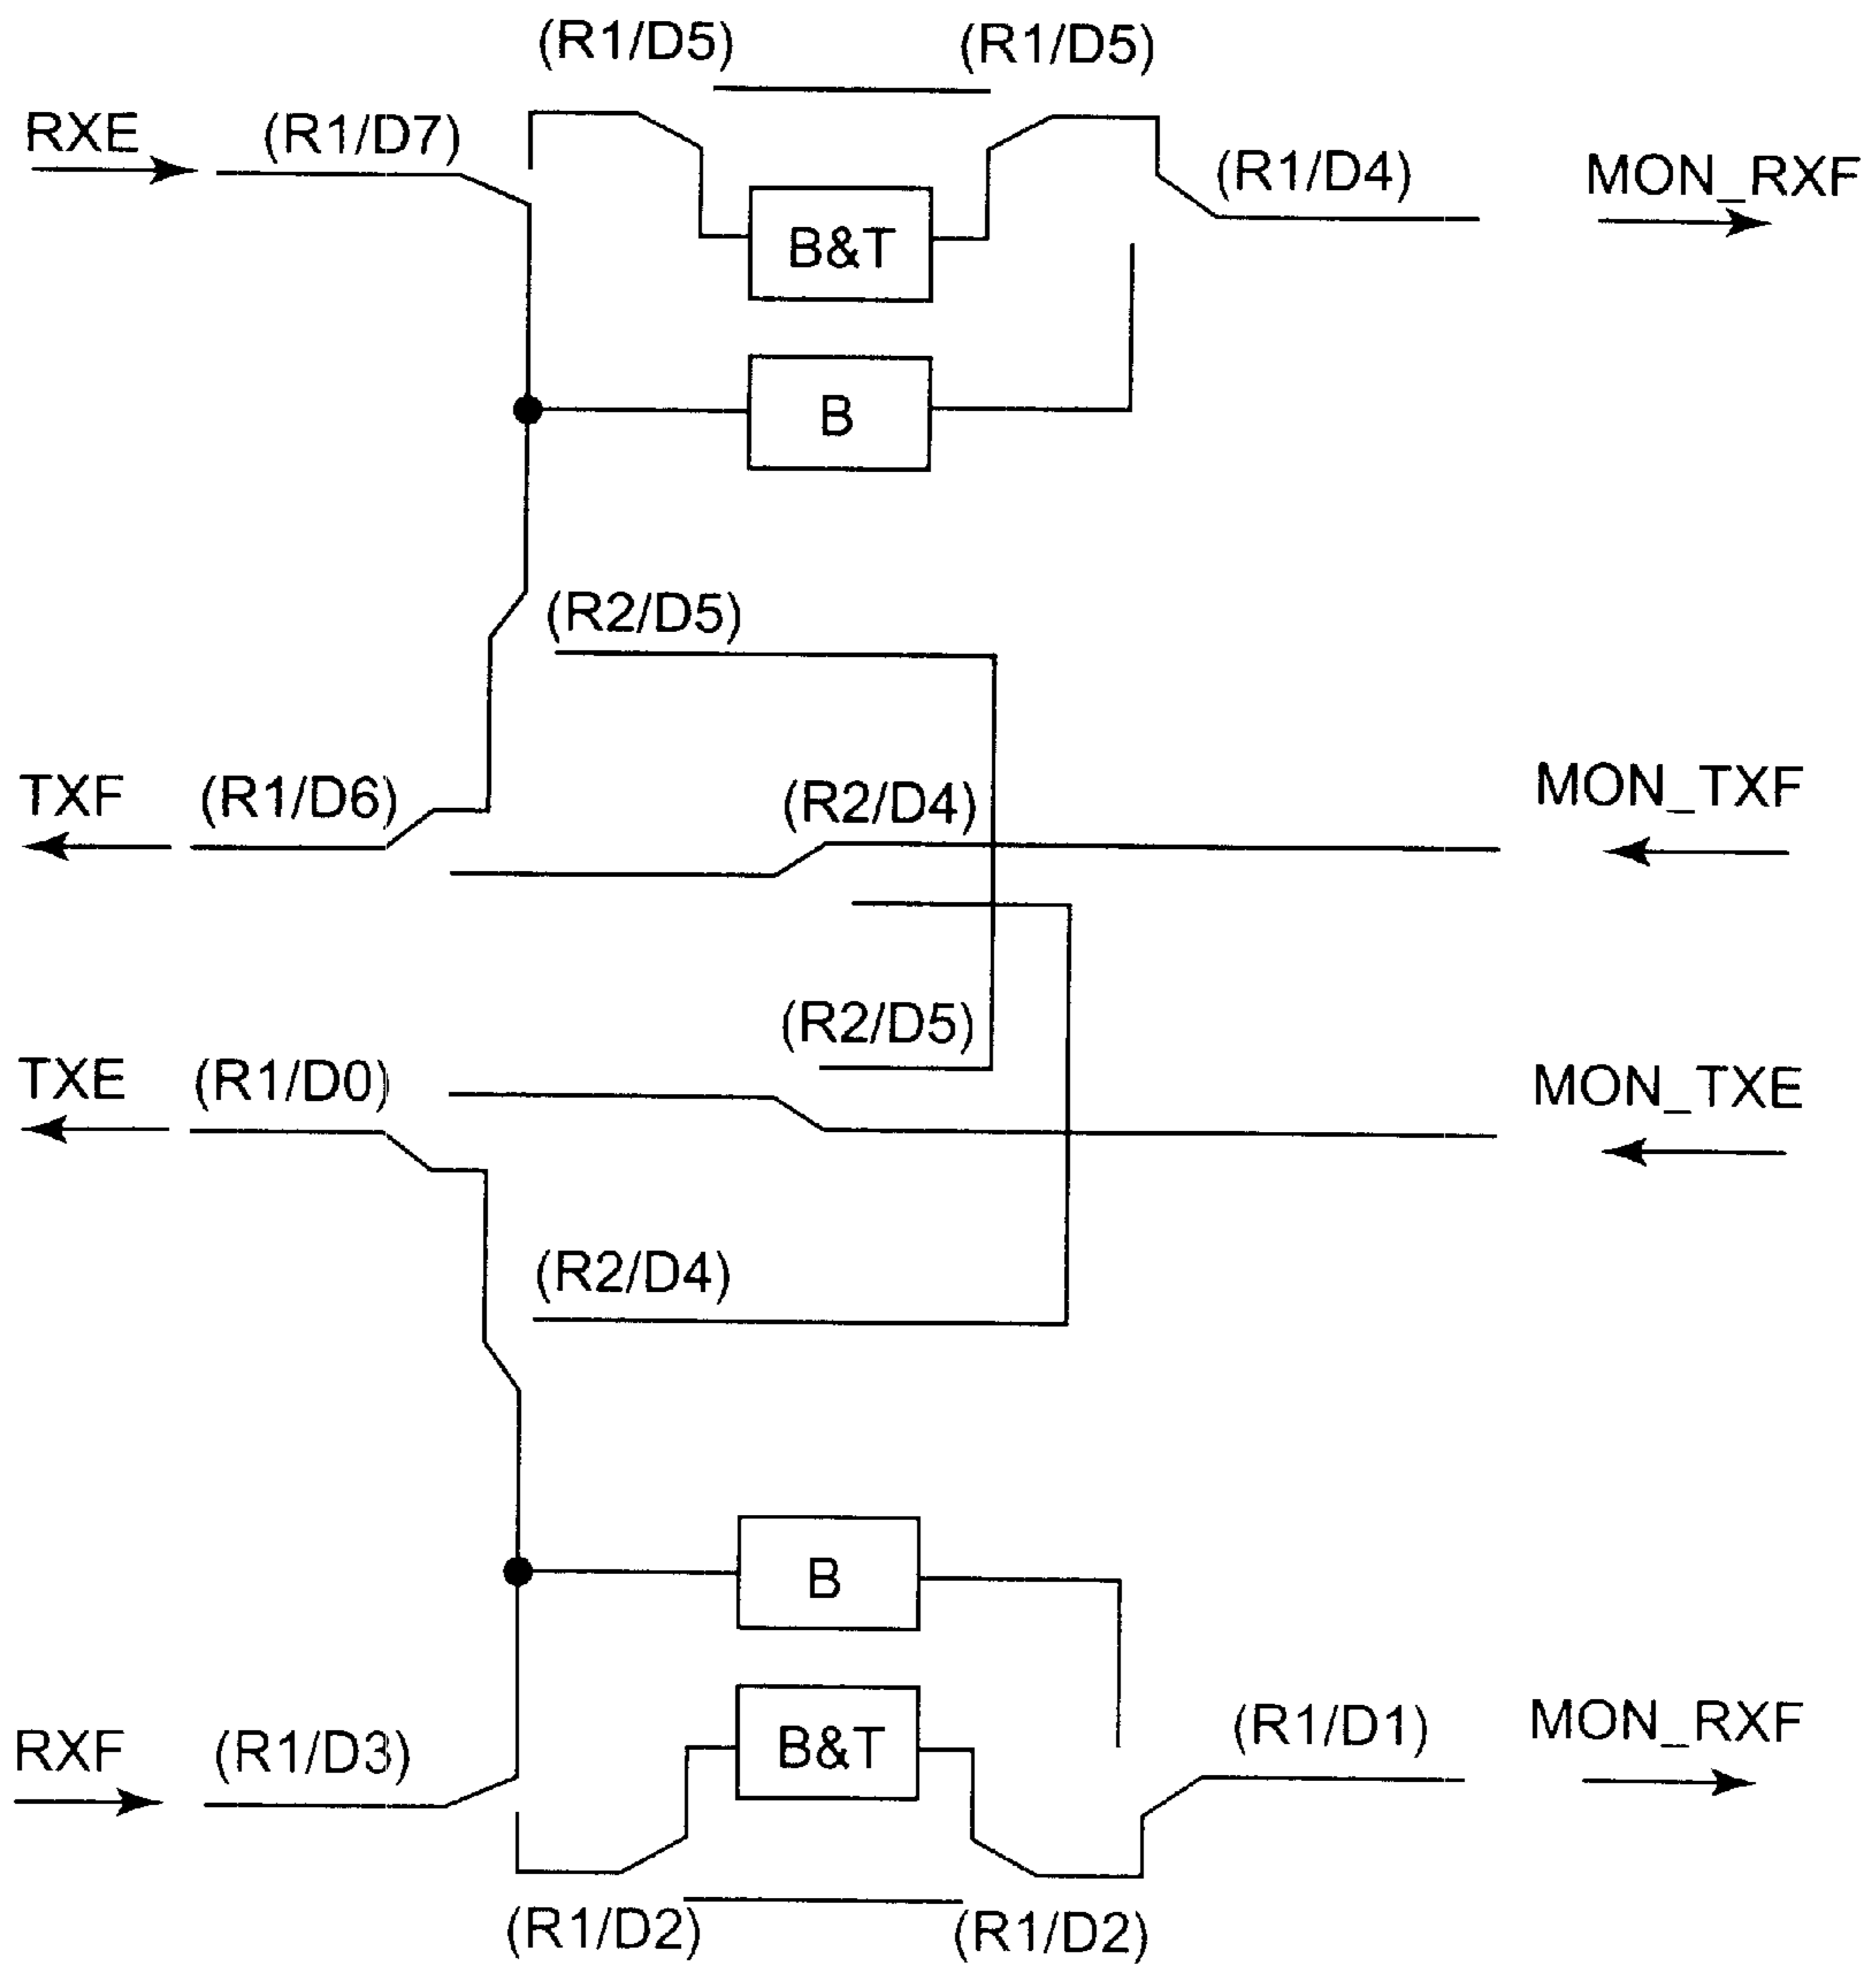 (R1/D5) (R1/D5)
RXE (R1/D7)
(R1/D4) MON_RXF
B&T
B
(R2/D5)
TXF (R1/D6) (R2/D4) MON_TXF
(R2/D5)
TXE (R1/D0) MON_TXE
(R2/D4)
B
RXF (R1/D3) B&T (R1/D1) MON_RXF
(R1/D2) (R1/D2)